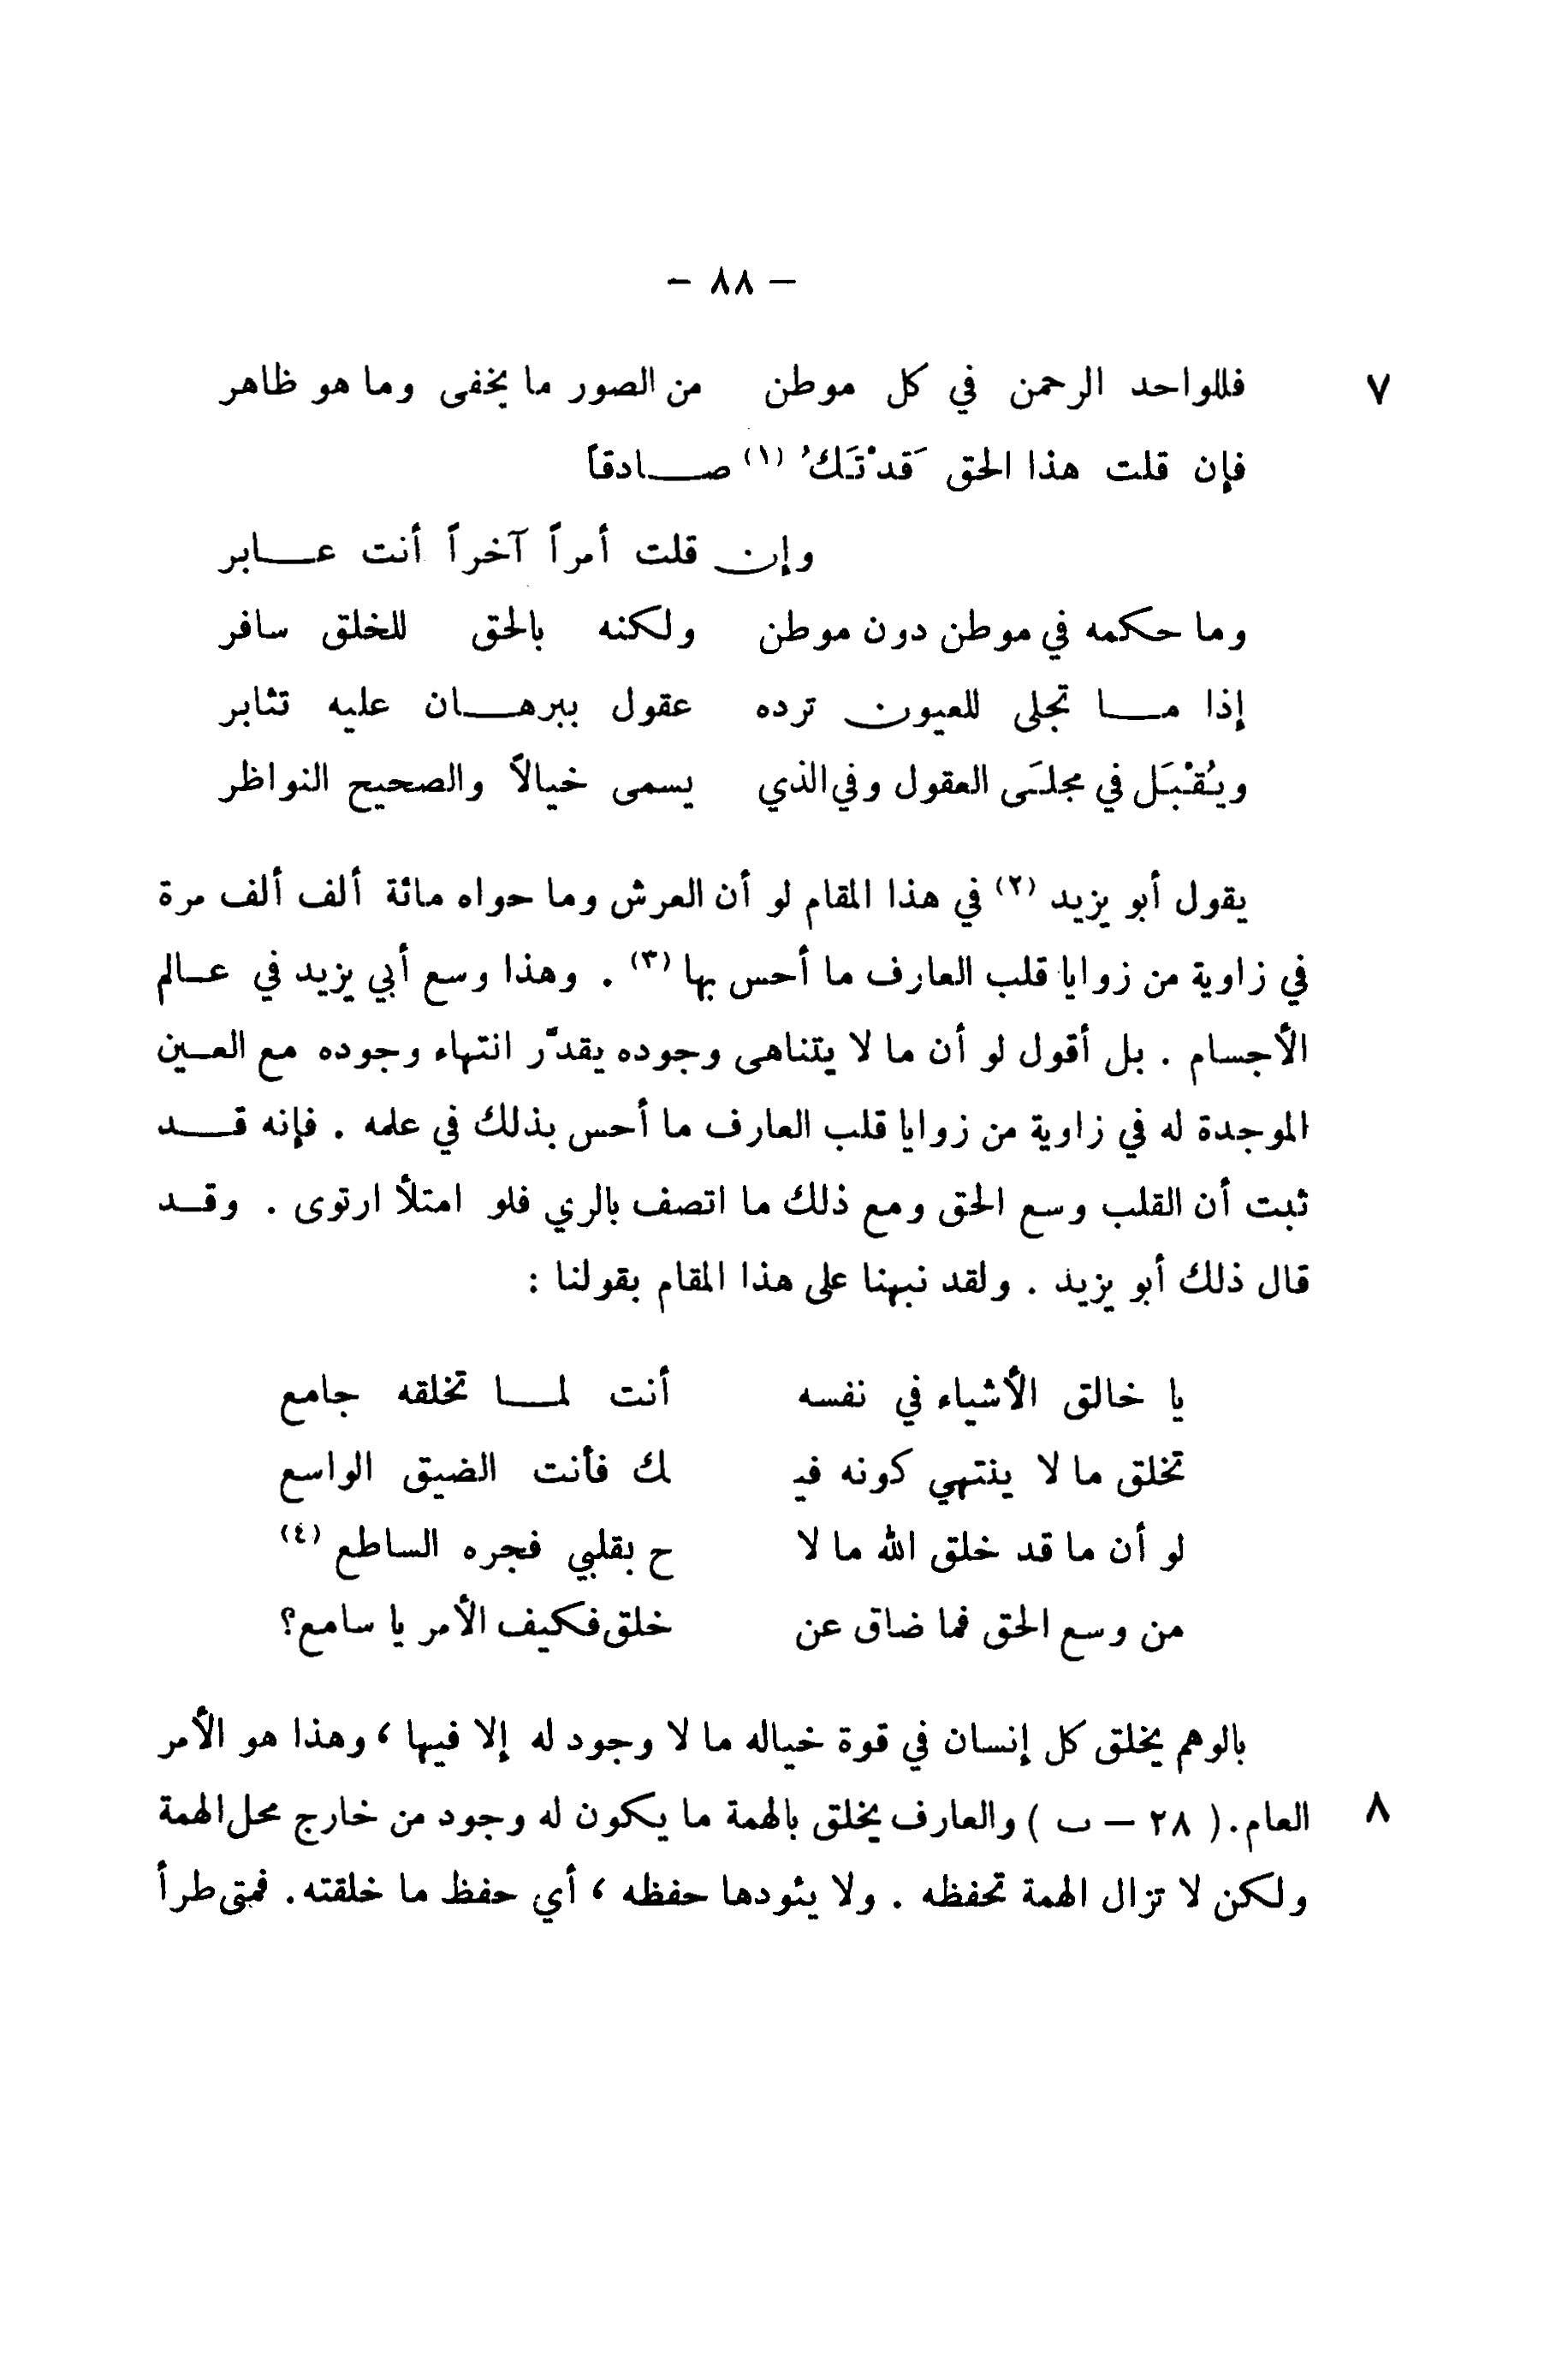 – ٨٨ –
٧ فللواحد الرحمن في كل موطن من الصور ما يخفى وما هو ظاهر
فإن قلت هذا الحق قَدْ تَكُ (١) صـادقاً
وإن قلت أمراً آخراً أنت عـابر
وما حكمه في موطن دون موطن ولكنه بالحق للخلق سافر
إذا مـا تجلى للعيون ترده عقول ببرهـان عليه تثابر
ويُقْبَل في مجلَى العقول وفي الذي يسمى خيالاً والصحيح النواظر
يقول أبو يزيد (٢) في هذا المقام لو أن العرش وما حواه مائة ألف ألف مرة
في زاوية من زوايا قلب العارف ما أحس بها (٣) . وهذا وسع أبي يزيد في عـالم
الأجسام . بل أقول لو أن ما لا يتناهى وجوده يقدَّر انتهاء وجوده مع العـين
الموجدة له في زاوية من زوايا قلب العارف ما أحس بذلك في علمه . فإنه قـد
ثبت أن القلب وسع الحق ومع ذلك ما اتصف بالري فلو امتلأ ارتوى . وقـد
قال ذلك أبو يزيد . ولقد نبهنا على هذا المقام بقولنا :
يا خالق الأشياء في نفسه أنت لمـا تخلقه جامع
تخلق ما لا ينتهي كونه فيـ ـك فأنت الضيق الواسع
لو أن ما قد خلق الله ما لا ح بقلبي فجره الساطع (٤)
من وسع الحق فما ضاق عن خلق فكيف الأمر يا سامع؟
بالوهم يخلق كل إنسان في قوة خياله ما لا وجود له إلا فيها ، وهذا هو الأمر
٨ العام. ( ٢٨ – ب ) والعارف يخلق بالهمة ما يكون له وجود من خارج محل الهمة
ولكن لا تزال الهمة تحفظه . ولا يئودها حفظه ، أي حفظ ما خلقته . فمتى طرأ